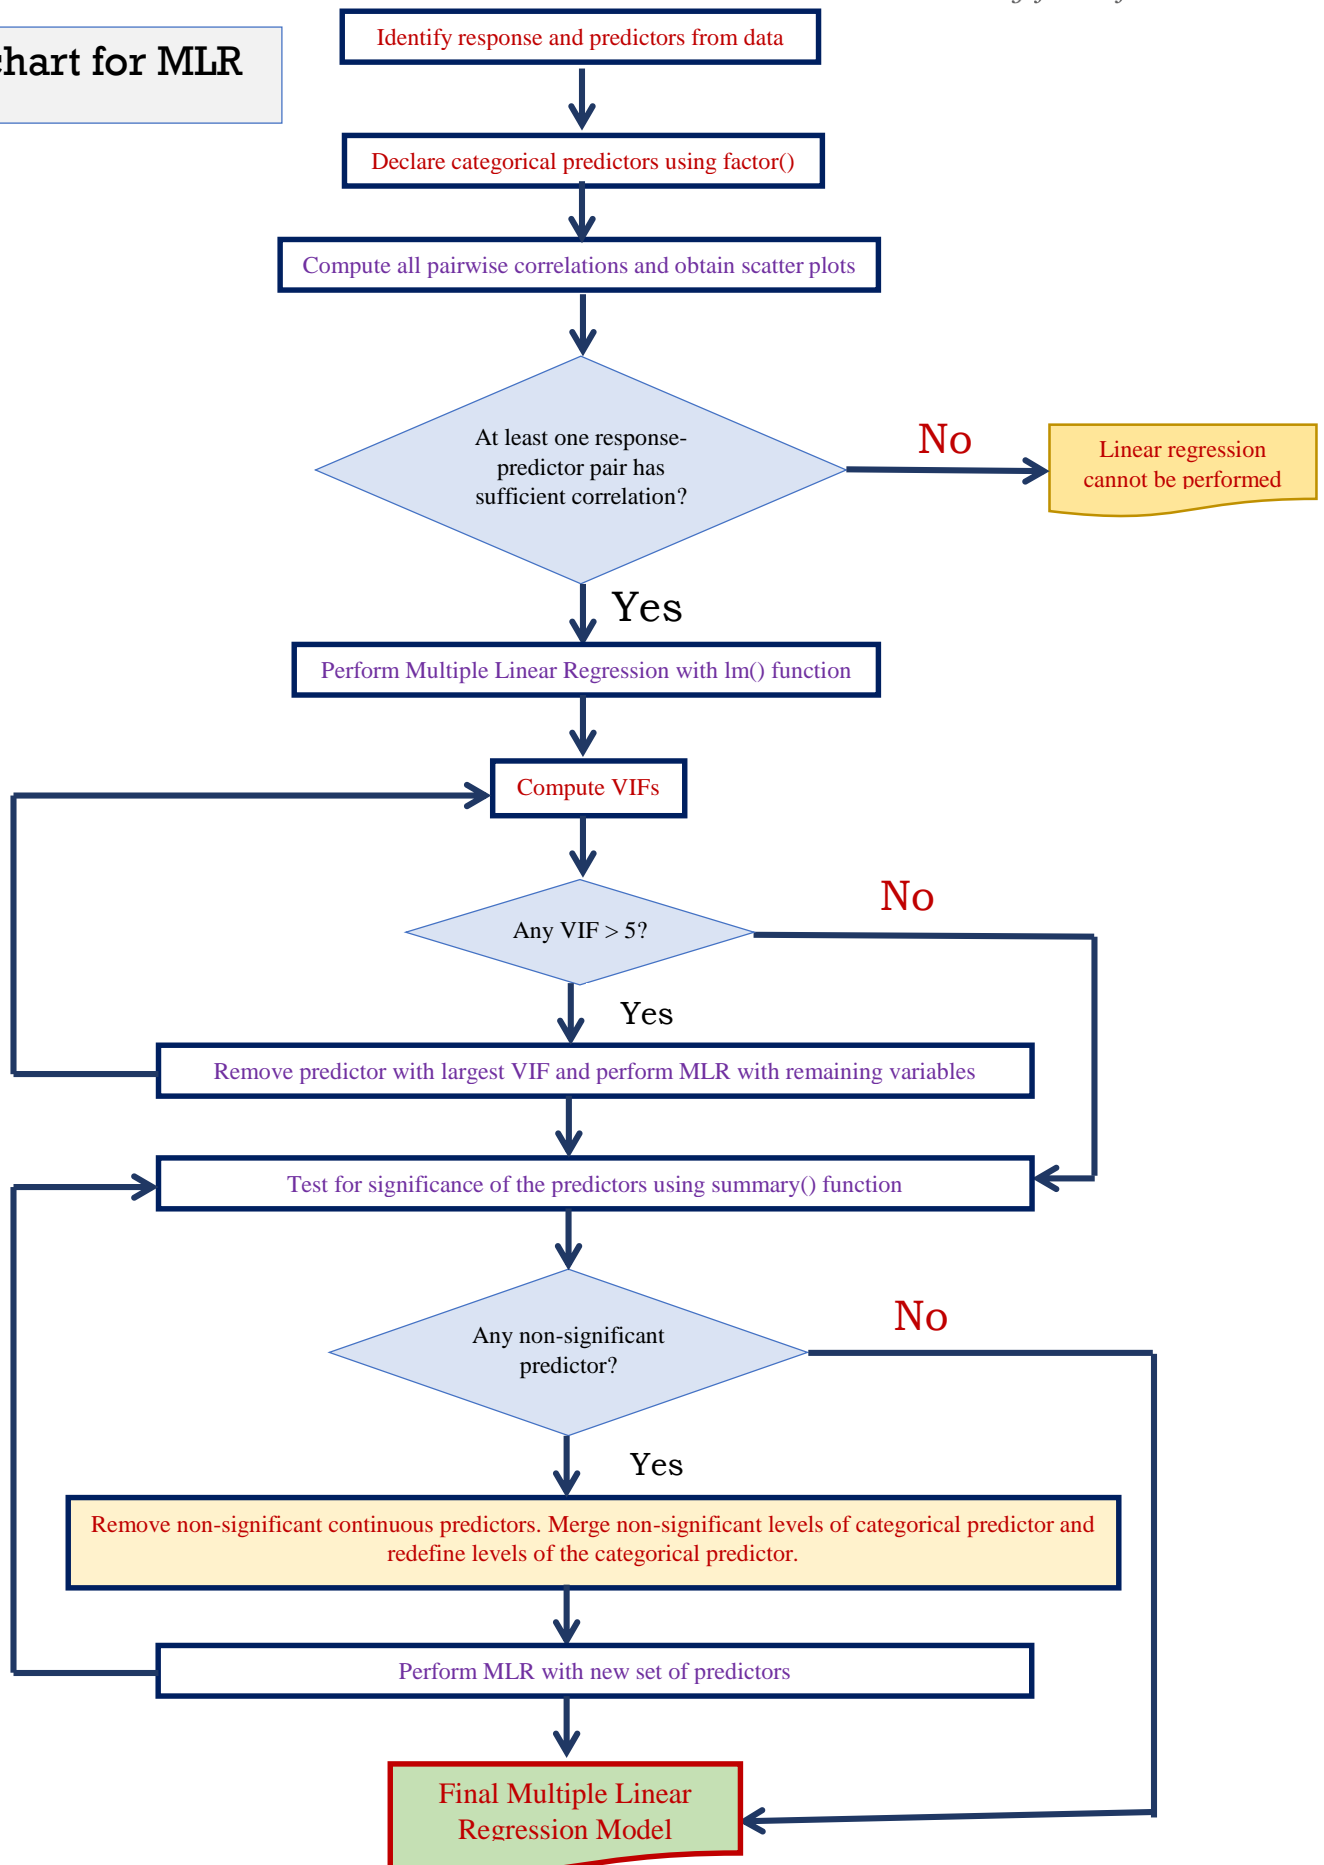 chart for MLR
Identify response and predictors from data
Declare categorical predictors using factor()
Compute all pairwise correlations and obtain scatter plots
At least one response-
predictor pair has
sufficient correlation?
No
Linear regression
cannot be performed
Yes
Perform Multiple Linear Regression with lm() function
Compute VIFs
Any VIF > 5?
No
Yes
Remove predictor with largest VIF and perform MLR with remaining variables
Test for significance of the predictors using summary() function
Any non-significant
predictor?
No
Yes
Remove non-significant continuous predictors. Merge non-significant levels of categorical predictor and
redefine levels of the categorical predictor.
Perform MLR with new set of predictors
Final Multiple Linear
Regression Model